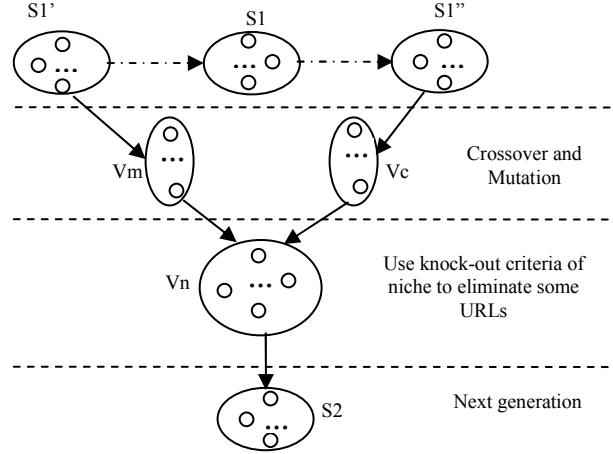 S1’
S1
S1”
...
...
...
Vm
...
...
Vc
Crossover and
Mutation
Vn
...
Use knock-out criteria of
niche to eliminate some
URLs
...
S2
Next generation